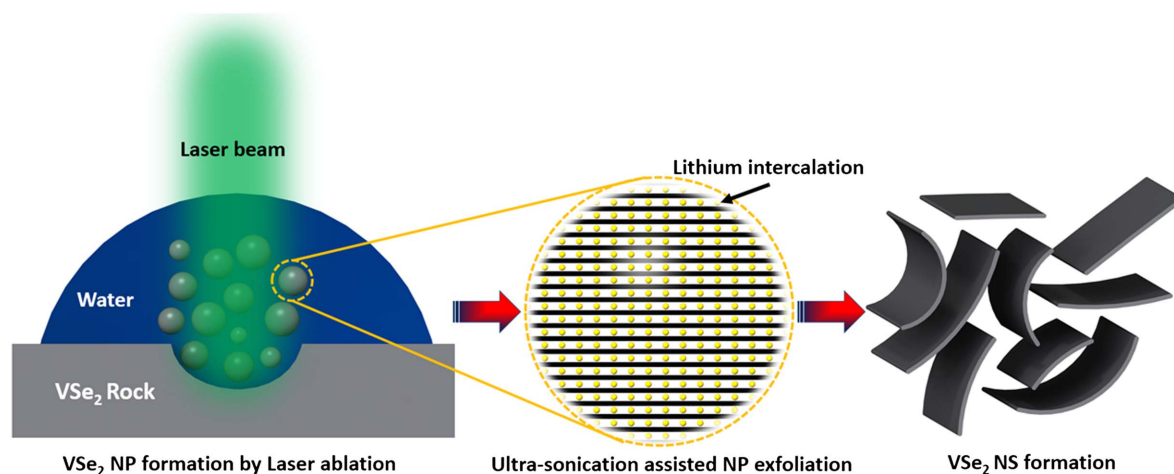 Laser beam
Lithium intercalation
Water
VSe₂ Rock
VSe₂ NP formation by Laser ablation
Ultra-sonication assisted NP exfoliation
VSe₂ NS formation